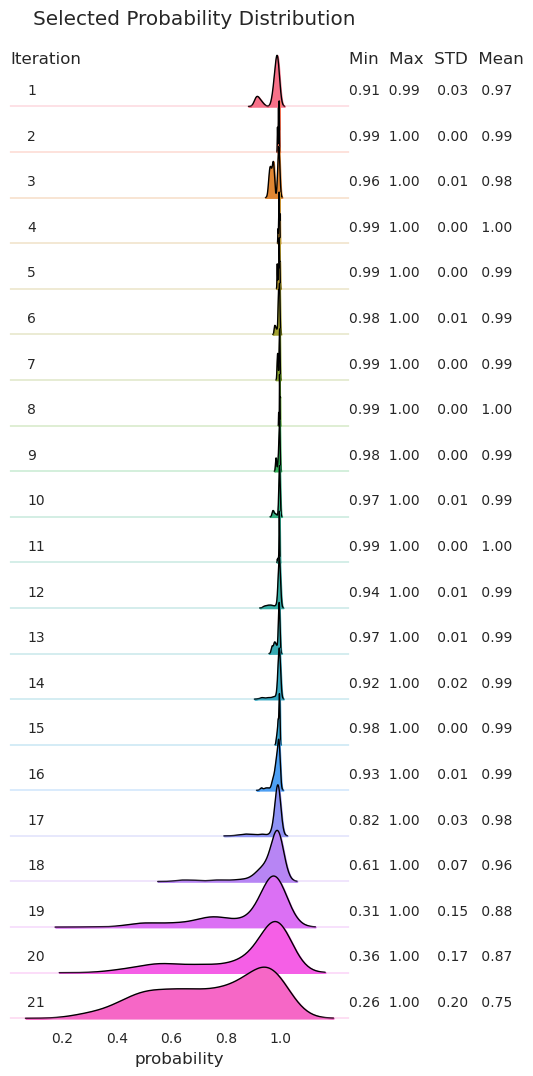 Selected Probability Distribution
Iteration Min Max STD Mean
1 0.91 0.99 0.03 0.97
2 0.99 1.00 0.00 0.99
3 0.96 1.00 0.01 0.98
4 0.99 1.00 0.00 1.00
5 0.99 1.00 0.00 0.99
6 0.98 1.00 0.01 0.99
7 0.99 1.00 0.00 0.99
8 0.99 1.00 0.00 1.00
9 0.98 1.00 0.00 0.99
10 0.97 1.00 0.01 0.99
11 0.99 1.00 0.00 1.00
12 0.94 1.00 0.01 0.99
13 0.97 1.00 0.01 0.99
14 0.92 1.00 0.02 0.99
15 0.98 1.00 0.00 0.99
16 0.93 1.00 0.01 0.99
17 0.82 1.00 0.03 0.98
18 0.61 1.00 0.07 0.96
19 0.31 1.00 0.15 0.88
20 0.36 1.00 0.17 0.87
21 0.26 1.00 0.20 0.75
0.2 0.4 0.6 0.8 1.0
probability